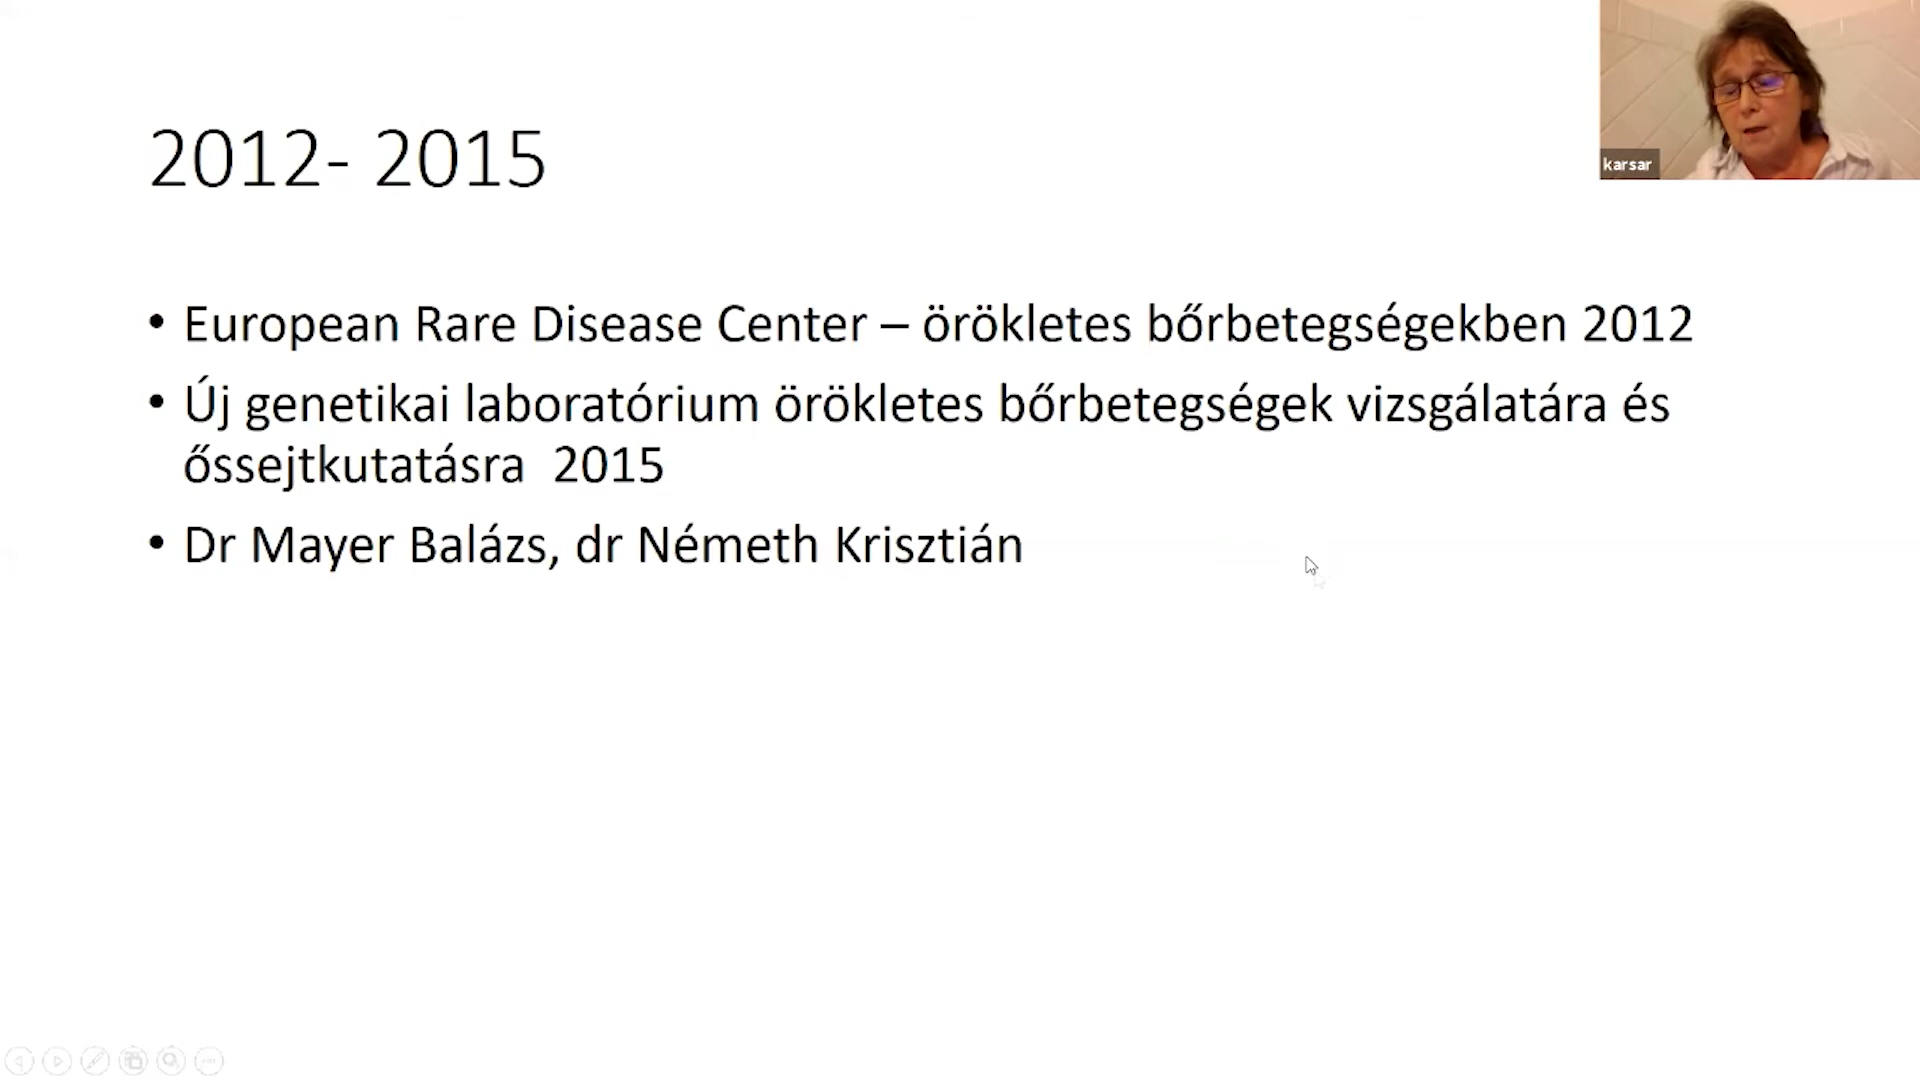 2012- 2015
karsar
• European Rare Disease Center – örökletes bőrbetegségekben 2012
• Új genetikai laboratórium örökletes bőrbetegségek vizsgálatára és
őssejtkutatásra  2015
• Dr Mayer Balázs, dr Németh Krisztián